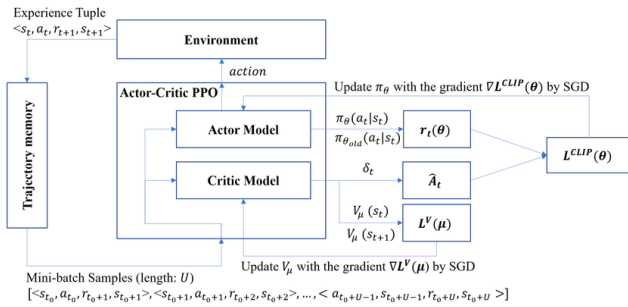 Experience Tuple
<s_t, a_t, r_{t+1}, s_{t+1}>
Environment
action
Actor-Critic PPO
Update π_θ with the gradient ∇L^{CLIP}(θ) by SGD
Trajectory memory
Actor Model
π_θ(a_t|s_t)
π_{θ_{old}}(a_t|s_t)
r_t(θ)
L^{CLIP}(θ)
Critic Model
δ_t
Â_t
V_μ(s_t)
V_μ(s_{t+1})
L^V(μ)
Update V_μ with the gradient ∇L^V(μ) by SGD
Mini-batch Samples (length: U)
[<s_{t_0}, a_{t_0}, r_{t_0+1}, s_{t_0+1}>, <s_{t_0+1}, a_{t_0+1}, r_{t_0+2}, s_{t_0+2}>, ..., < a_{t_0+U-1}, s_{t_0+U-1}, r_{t_0+U}, s_{t_0+U} >]